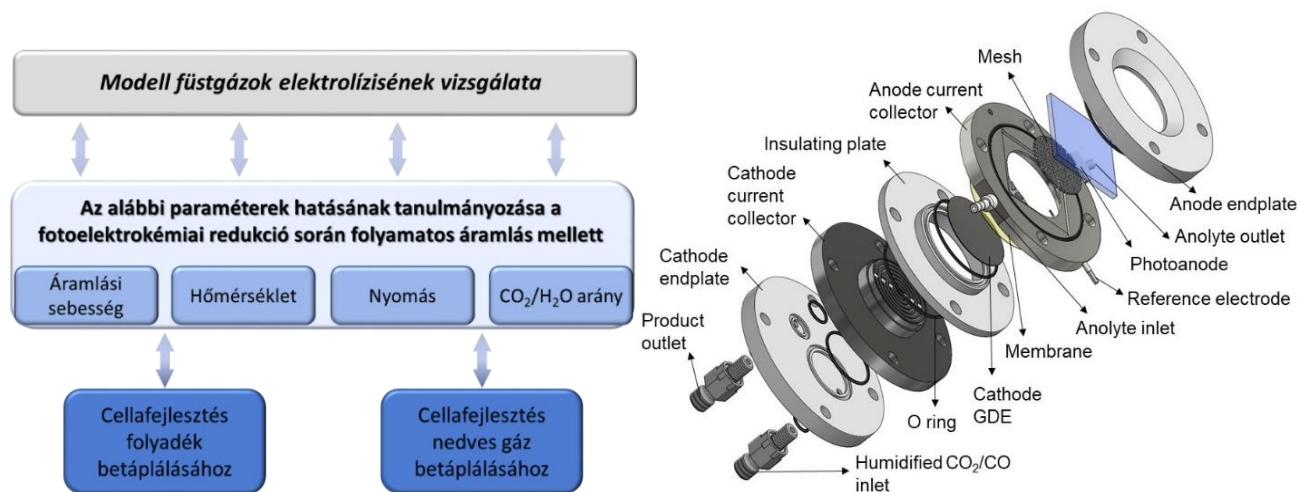 Modell füstgázok elektrolízisének vizsgálata
Az alábbi paraméterek hatásának tanulmányozása a
fotoelektrokémiai redukció során folyamatos áramlás mellett
Áramlási
sebesség
Hőmérséklet
Nyomás
CO₂/H₂O arány
Cellafejlesztés
folyadék
betáplálásához
Cellafejlesztés
nedves gáz
betáplálásához
Mesh
Anode current
collector
Insulating plate
Cathode
current
collector
Cathode
endplate
Product
outlet
Anode endplate
Anolyte outlet
Photoanode
Reference electrode
Anolyte inlet
Membrane
Cathode
GDE
O ring
Humidified CO₂/CO
inlet